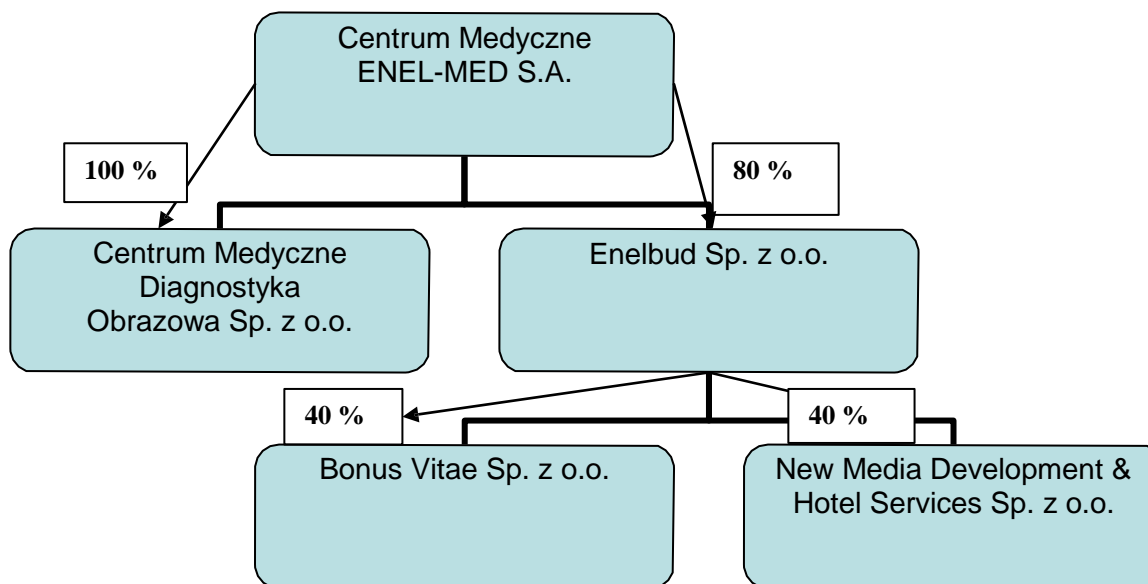 Centrum Medyczne
ENEL-MED S.A.
100 %
80 %
Centrum Medyczne
Diagnostyka
Obrazowa Sp. z o.o.
Enelbud Sp. z o.o.
40 %
40 %
Bonus Vitae Sp. z o.o.
New Media Development &
Hotel Services Sp. z o.o.